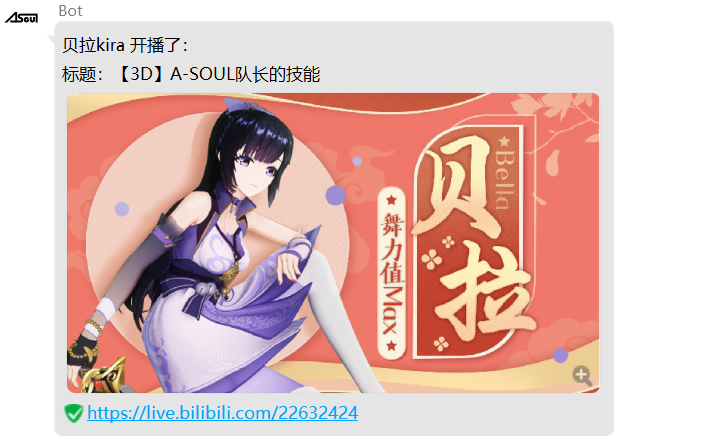 ASoul
Bot
贝拉kira 开播了：
标题：【3D】A-SOUL队长的技能
贝拉
Bella
舞力值Max
https://live.bilibili.com/22632424